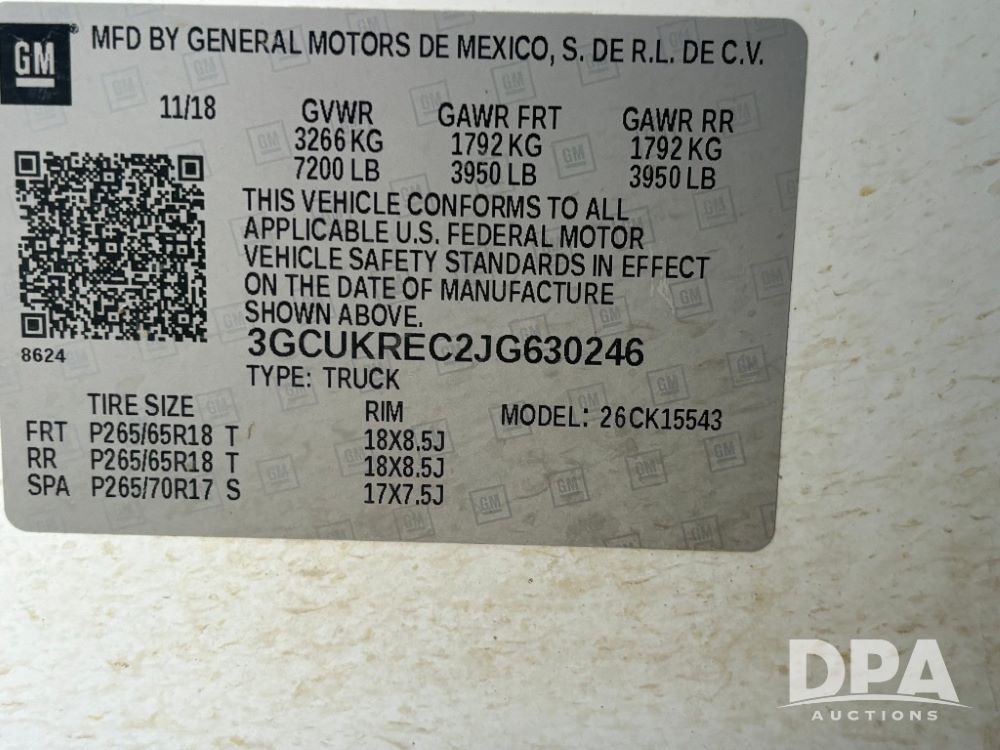 GM
MFD BY GENERAL MOTORS DE MEXICO, S. DE R.L. DE C.V.
11/18 GVWR GAWR FRT GAWR RR
3266 KG 1792 KG 1792 KG
7200 LB 3950 LB 3950 LB
THIS VEHICLE CONFORMS TO ALL
APPLICABLE U.S. FEDERAL MOTOR
VEHICLE SAFETY STANDARDS IN EFFECT
ON THE DATE OF MANUFACTURE
SHOWN ABOVE.
8624
3GCUKREC2JG630246
TYPE: TRUCK
TIRE SIZE RIM MODEL: 26CK15543
FRT P265/65R18 T 18X8.5J
RR P265/65R18 T 18X8.5J
SPA P265/70R17 S 17X7.5J
DPA
AUCTIONS